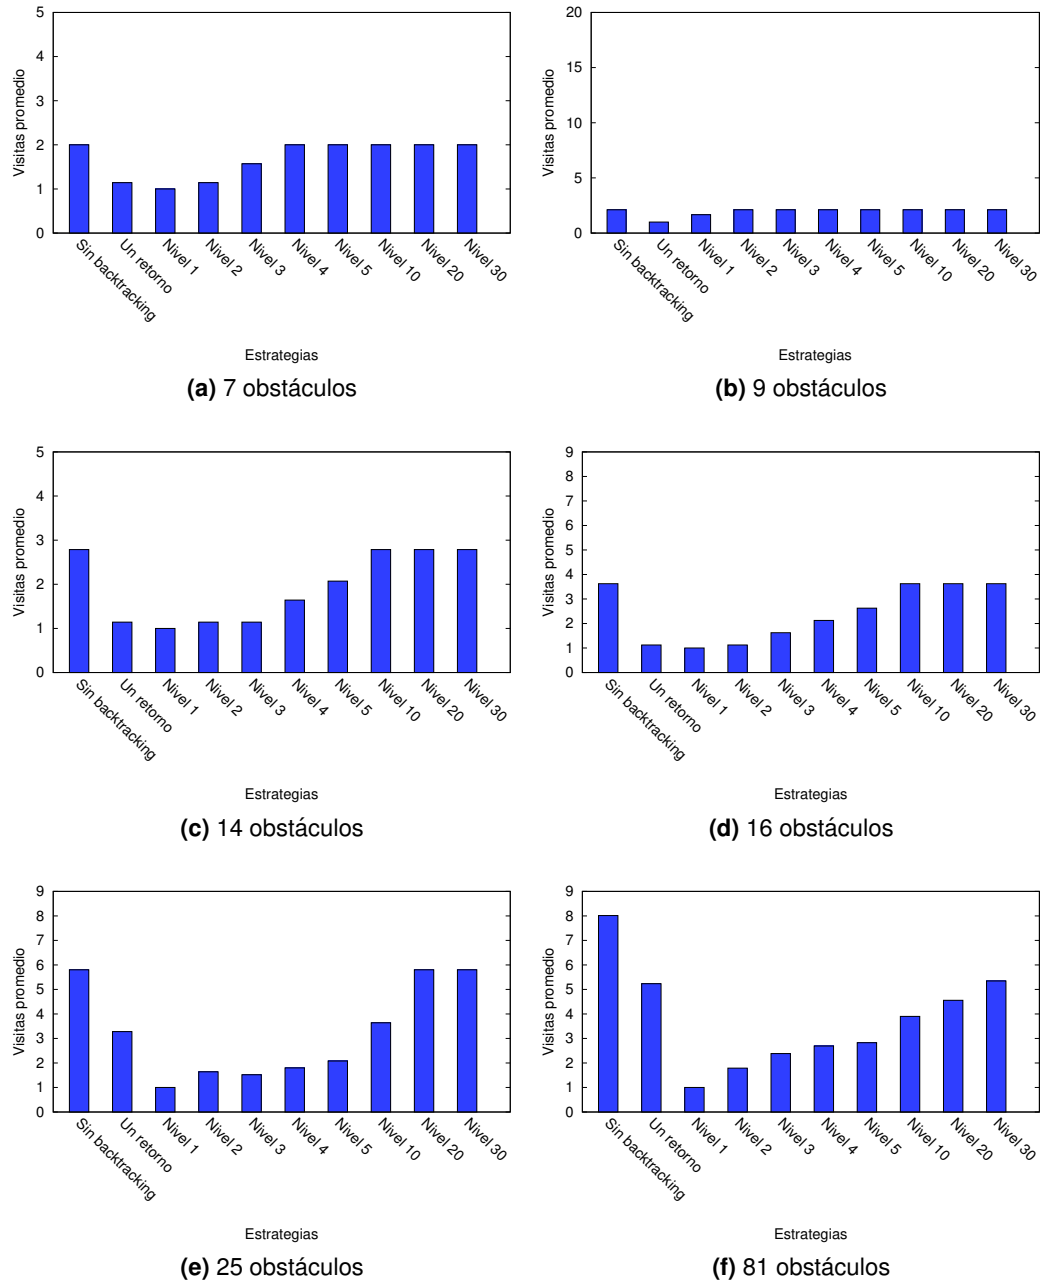 5
4
3
2
1
0
Visitas promedio
Sin backtracking
Un retorno
Nivel 1
Nivel 2
Nivel 3
Nivel 4
Nivel 5
Nivel 10
Nivel 20
Nivel 30
Estrategias
(a) 7 obstáculos
20
15
10
5
0
Visitas promedio
Sin backtracking
Un retorno
Nivel 1
Nivel 2
Nivel 3
Nivel 4
Nivel 5
Nivel 10
Nivel 20
Nivel 30
Estrategias
(b) 9 obstáculos
5
4
3
2
1
0
Visitas promedio
Sin backtracking
Un retorno
Nivel 1
Nivel 2
Nivel 3
Nivel 4
Nivel 5
Nivel 10
Nivel 20
Nivel 30
Estrategias
(c) 14 obstáculos
9
8
7
6
5
4
3
2
1
0
Visitas promedio
Sin backtracking
Un retorno
Nivel 1
Nivel 2
Nivel 3
Nivel 4
Nivel 5
Nivel 10
Nivel 20
Nivel 30
Estrategias
(d) 16 obstáculos
9
8
7
6
5
4
3
2
1
0
Visitas promedio
Sin backtracking
Un retorno
Nivel 1
Nivel 2
Nivel 3
Nivel 4
Nivel 5
Nivel 10
Nivel 20
Nivel 30
Estrategias
(e) 25 obstáculos
9
8
7
6
5
4
3
2
1
0
Visitas promedio
Sin backtracking
Un retorno
Nivel 1
Nivel 2
Nivel 3
Nivel 4
Nivel 5
Nivel 10
Nivel 20
Nivel 30
Estrategias
(f) 81 obstáculos